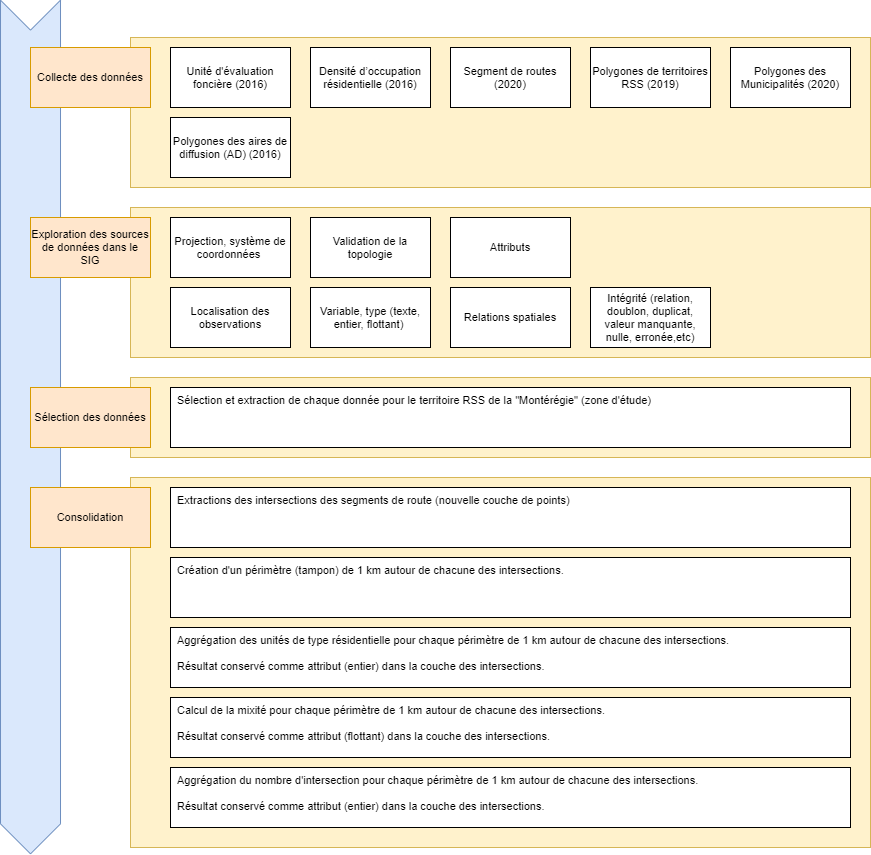 Collecte des données
Unité d'évaluation
foncière (2016)
Densité d'occupation
résidentielle (2016)
Segment de routes
(2020)
Polygones de territoires
RSS (2019)
Polygones des
Municipalités (2020)
Polygones des aires de
diffusion (AD) (2016)
Exploration des sources
de données dans le
SIG
Projection, système de
coordonnées
Validation de la
topologie
Attributs
Localisation des
observations
Variable, type (texte,
entier, flottant)
Relations spatiales
Intégrité (relation,
doublon, duplicat,
valeur manquante,
nulle, erronée,etc)
Sélection des données
Sélection et extraction de chaque donnée pour le territoire RSS de la "Montérégie" (zone d'étude)
Consolidation
Extractions des intersections des segments de route (nouvelle couche de points)
Création d'un périmètre (tampon) de 1 km autour de chacune des intersections.
Aggrégation des unités de type résidentielle pour chaque périmètre de 1 km autour de chacune des intersections.
Résultat conservé comme attribut (entier) dans la couche des intersections.
Calcul de la mixité pour chaque périmètre de 1 km autour de chacune des intersections.
Résultat conservé comme attribut (flottant) dans la couche des intersections.
Aggrégation du nombre d'intersection pour chaque périmètre de 1 km autour de chacune des intersections.
Résultat conservé comme attribut (entier) dans la couche des intersections.